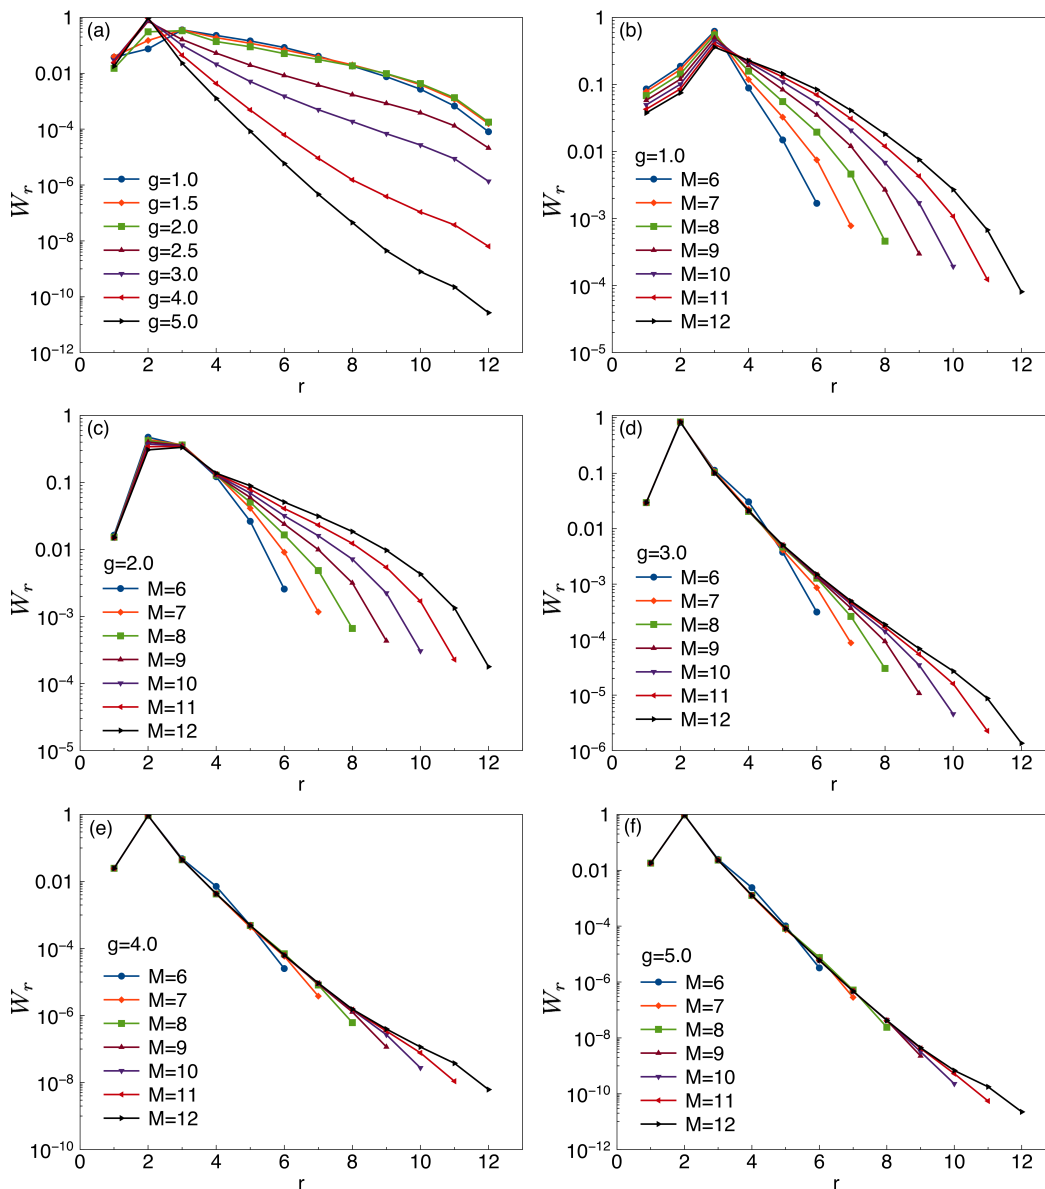 (a)
1
0.01
10−4
10−6
10−8
10−10
10−12
Wr
g=1.0
g=1.5
g=2.0
g=2.5
g=3.0
g=4.0
g=5.0
0 2 4 6 8 10 12
r
(b)
1
0.1
0.01
10−3
10−4
10−5
Wr
g=1.0
M=6
M=7
M=8
M=9
M=10
M=11
M=12
0 2 4 6 8 10 12
r
(c)
1
0.1
0.01
10−3
10−4
10−5
Wr
g=2.0
M=6
M=7
M=8
M=9
M=10
M=11
M=12
0 2 4 6 8 10 12
r
(d)
1
0.1
0.01
10−3
10−4
10−5
10−6
Wr
g=3.0
M=6
M=7
M=8
M=9
M=10
M=11
M=12
0 2 4 6 8 10 12
r
(e)
1
0.01
10−4
10−6
10−8
10−10
Wr
g=4.0
M=6
M=7
M=8
M=9
M=10
M=11
M=12
0 2 4 6 8 10 12
r
(f)
1
0.01
10−4
10−6
10−8
10−10
10−12
Wr
g=5.0
M=6
M=7
M=8
M=9
M=10
M=11
M=12
0 2 4 6 8 10 12
r